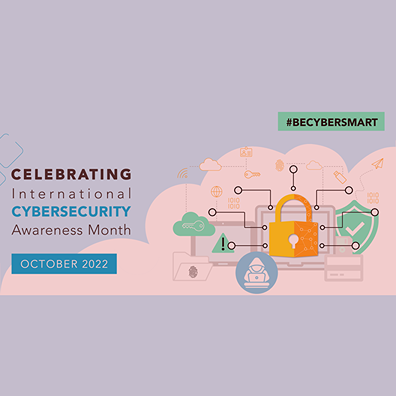 #BECYBERSMART
CELEBRATING
International
CYBERSECURITY
Awareness Month
OCTOBER 2022